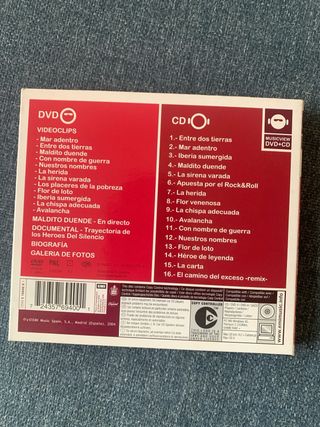 DVD
VIDEOCLIPS
- Mar adentro
- Entre dos tierras
- Maldito duende
- Con nombre de guerra
- Nuestros nombres
- La herida
- La sirena varada
- Los placeres de la pobreza
- Flor de loto
- Iberia sumergida
- La chispa adecuada
- Avalancha
MALDITO DUENDE - En directo
DOCUMENTAL - Trayectoria de
los Heroes Del Silencio
BIOGRAFÍA
GALERIA DE FOTOS
CD
1.- Entre dos tierras
2.- Mar adentro
3.- Iberia sumergida
4.- Maldito duende
5.- La sirena varada
6.- Apuesta por el Rock&Roll
7.- La herida
8.- Flor venenosa
9.- La chispa adecuada
10.- Avalancha
11.- Con nombre de guerra
12.- Nuestros nombres
13.- Flor de loto
14.- Héroe de leyenda
15.- La carta
16.- El camino del exceso -remix-
MUSICVIEW
DVD+CD
PAL
EMI
COPY CONTROLLED